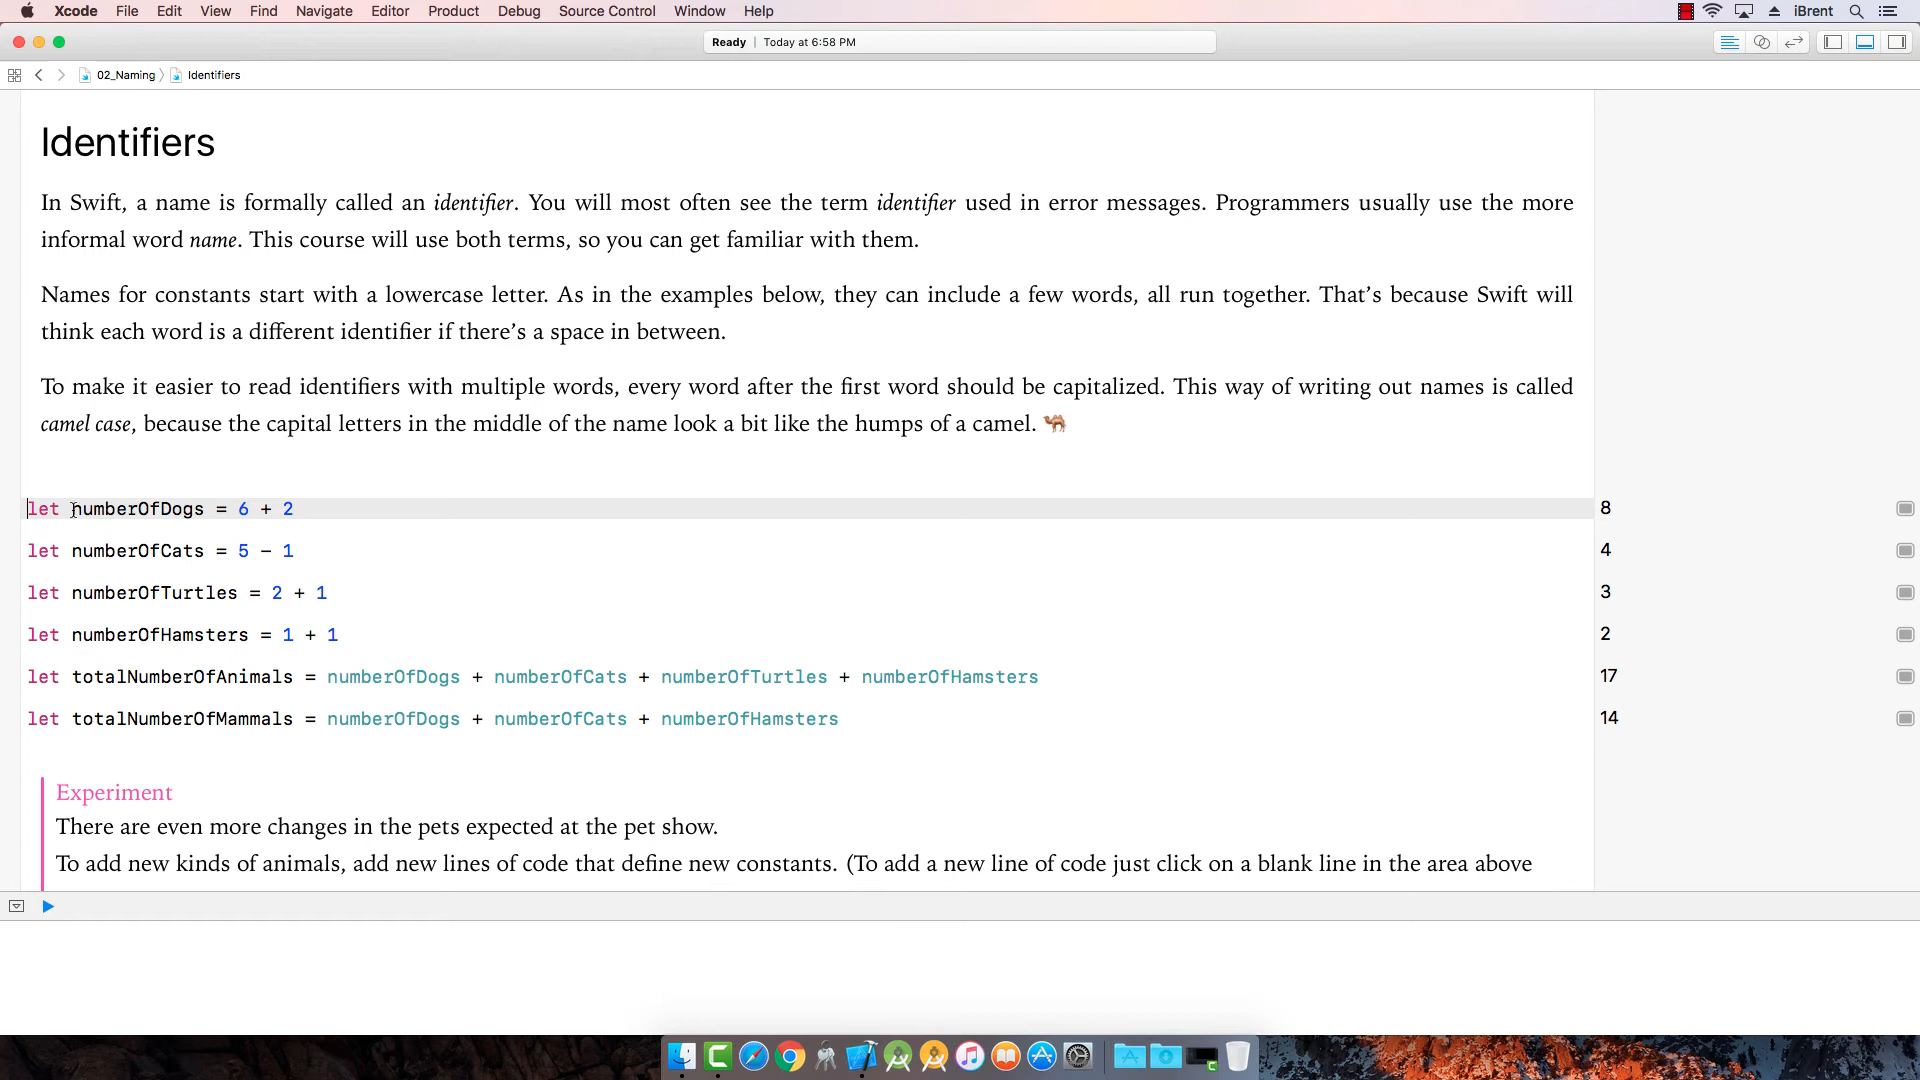 Xcode File Edit View Find Navigate Editor Product Debug Source Control Window Help iBrent
Ready | Today at 6:58 PM
02_Naming Identifiers
Identifiers
In Swift, a name is formally called an identifier. You will most often see the term identifier used in error messages. Programmers usually use the more
informal word name. This course will use both terms, so you can get familiar with them.
Names for constants start with a lowercase letter. As in the examples below, they can include a few words, all run together. That’s because Swift will
think each word is a different identifier if there’s a space in between.
To make it easier to read identifiers with multiple words, every word after the first word should be capitalized. This way of writing out names is called
camel case, because the capital letters in the middle of the name look a bit like the humps of a camel. 🐫
let numberOfDogs = 6 + 2 8
let numberOfCats = 5 - 1 4
let numberOfTurtles = 2 + 1 3
let numberOfHamsters = 1 + 1 2
let totalNumberOfAnimals = numberOfDogs + numberOfCats + numberOfTurtles + numberOfHamsters 17
let totalNumberOfMammals = numberOfDogs + numberOfCats + numberOfHamsters 14
Experiment
There are even more changes in the pets expected at the pet show.
To add new kinds of animals, add new lines of code that define new constants. (To add a new line of code just click on a blank line in the area above